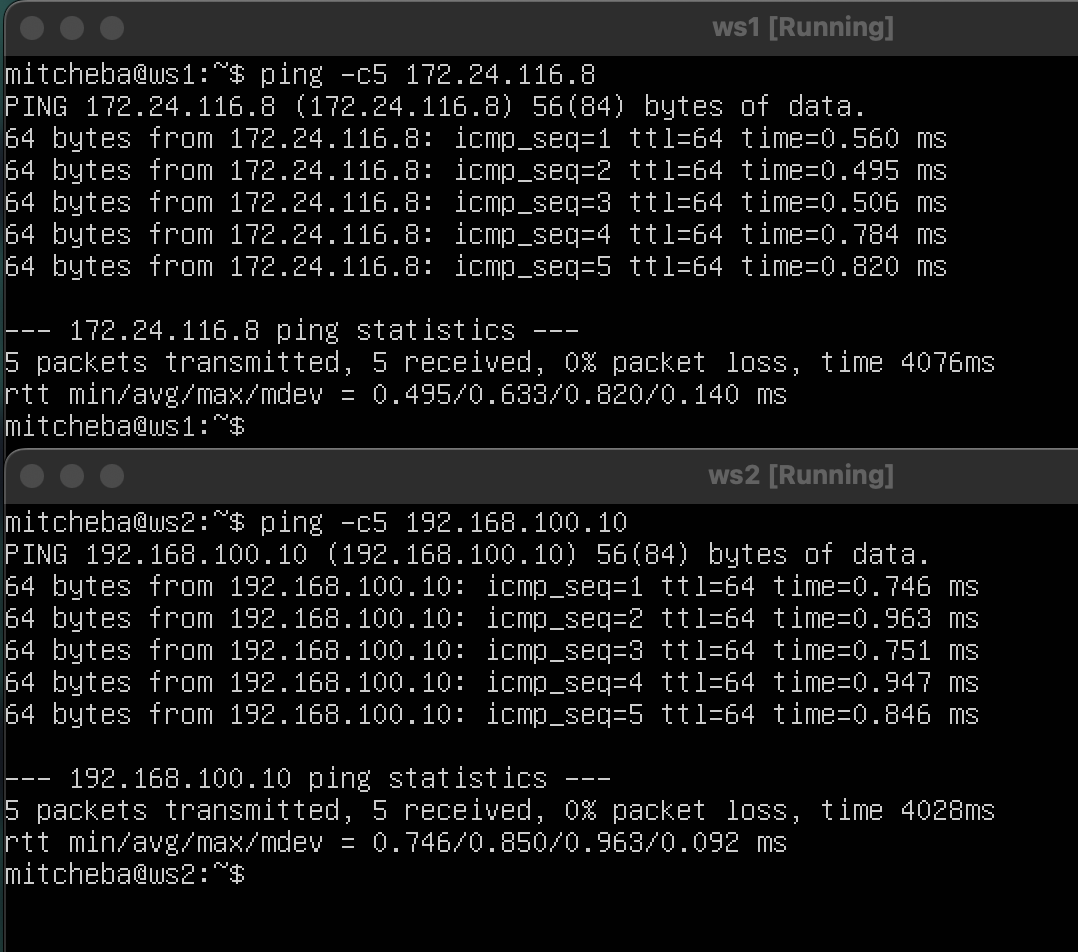 ws1 [Running]
mitcheba@ws1:~$ ping -c5 172.24.116.8
PING 172.24.116.8 (172.24.116.8) 56(84) bytes of data.
64 bytes from 172.24.116.8: icmp_seq=1 ttl=64 time=0.560 ms
64 bytes from 172.24.116.8: icmp_seq=2 ttl=64 time=0.495 ms
64 bytes from 172.24.116.8: icmp_seq=3 ttl=64 time=0.506 ms
64 bytes from 172.24.116.8: icmp_seq=4 ttl=64 time=0.784 ms
64 bytes from 172.24.116.8: icmp_seq=5 ttl=64 time=0.820 ms
--- 172.24.116.8 ping statistics ---
5 packets transmitted, 5 received, 0% packet loss, time 4076ms
rtt min/avg/max/mdev = 0.495/0.633/0.820/0.140 ms
mitcheba@ws1:~$
ws2 [Running]
mitcheba@ws2:~$ ping -c5 192.168.100.10
PING 192.168.100.10 (192.168.100.10) 56(84) bytes of data.
64 bytes from 192.168.100.10: icmp_seq=1 ttl=64 time=0.746 ms
64 bytes from 192.168.100.10: icmp_seq=2 ttl=64 time=0.963 ms
64 bytes from 192.168.100.10: icmp_seq=3 ttl=64 time=0.751 ms
64 bytes from 192.168.100.10: icmp_seq=4 ttl=64 time=0.947 ms
64 bytes from 192.168.100.10: icmp_seq=5 ttl=64 time=0.846 ms
--- 192.168.100.10 ping statistics ---
5 packets transmitted, 5 received, 0% packet loss, time 4028ms
rtt min/avg/max/mdev = 0.746/0.850/0.963/0.092 ms
mitcheba@ws2:~$